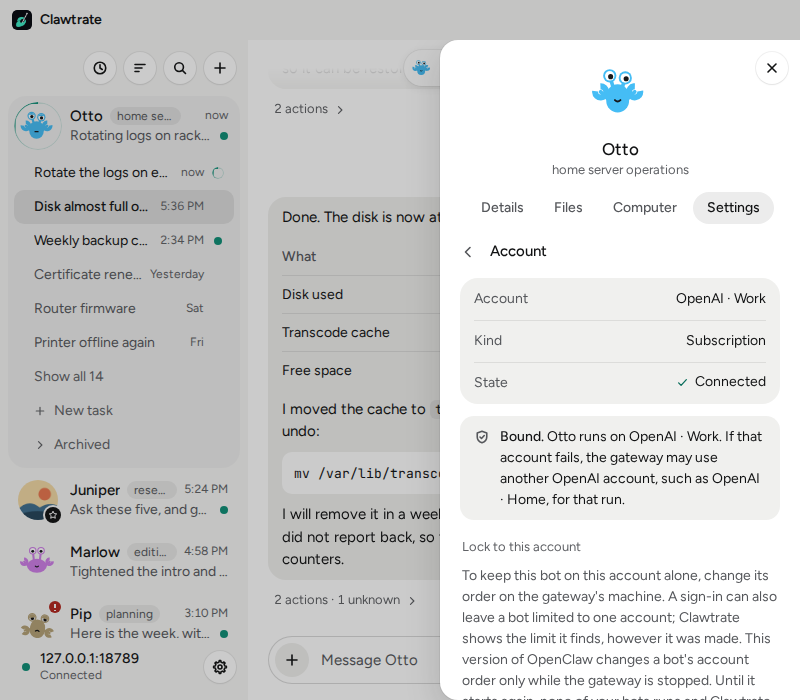 Clawtrate
Otto home se... now
Rotating logs on rack...
Rotate the logs on e... now
Disk almost full o... 5:36 PM
Weekly backup c... 2:34 PM
Certificate rene... Yesterday
Router firmware Sat
Printer offline again Fri
Show all 14
+ New task
Archived
Juniper rese... 5:24 PM
Ask these five, and g...
Marlow editi... 4:58 PM
Tightened the intro and ...
Pip planning 3:10 PM
Here is the week. wit...
127.0.0.1:18789
Connected
2 actions
Done. The disk is now at
What
Disk used
Transcode cache
Free space
I moved the cache to
undo:
mv /var/lib/transc
I will remove it in a week
did not report back, so
counters.
2 actions · 1 unknown
Message Otto
Otto
home server operations
Details Files Computer Settings
Account
Account OpenAI · Work
Kind Subscription
State Connected
Bound. Otto runs on OpenAI · Work. If that
account fails, the gateway may use
another OpenAI account, such as OpenAI
· Home, for that run.
Lock to this account
To keep this bot on this account alone, change its
order on the gateway's machine. A sign-in can also
leave a bot limited to one account; Clawtrate
shows the limit it finds, however it was made. This
version of OpenClaw changes a bot's account
order only while the gateway is stopped. Until it
starts again, none of your bots runs and Clawtrate